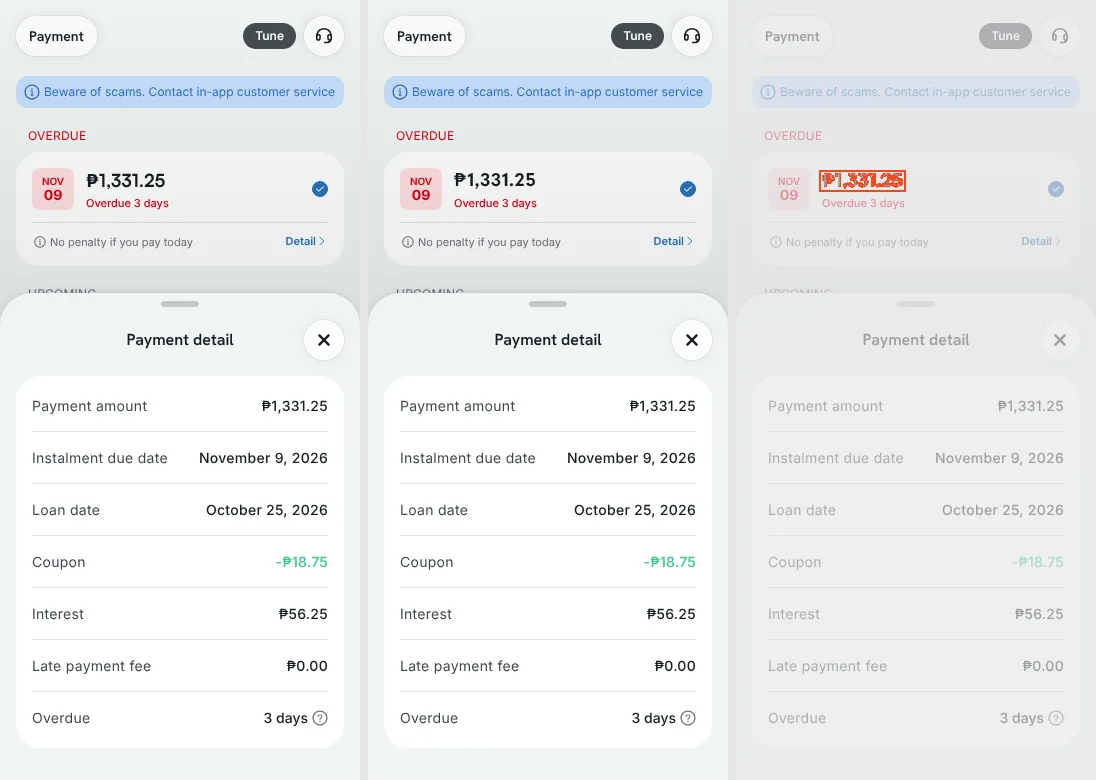 Payment Tune
Beware of scams. Contact in-app customer service
OVERDUE
NOV
09
₱1,331.25
Overdue 3 days
No penalty if you pay today Detail
UPCOMING
Payment detail
Payment amount ₱1,331.25
Instalment due date November 9, 2026
Loan date October 25, 2026
Coupon -₱18.75
Interest ₱56.25
Late payment fee ₱0.00
Overdue 3 days
Payment Tune
Beware of scams. Contact in-app customer service
OVERDUE
NOV
09
₱1,331.25
Overdue 3 days
No penalty if you pay today Detail
UPCOMING
Payment detail
Payment amount ₱1,331.25
Instalment due date November 9, 2026
Loan date October 25, 2026
Coupon -₱18.75
Interest ₱56.25
Late payment fee ₱0.00
Overdue 3 days
Payment Tune
Beware of scams. Contact in-app customer service
OVERDUE
NOV
09
₱1,331.25
Overdue 3 days
No penalty if you pay today Detail
UPCOMING
Payment detail
Payment amount ₱1,331.25
Instalment due date November 9, 2026
Loan date October 25, 2026
Coupon -₱18.75
Interest ₱56.25
Late payment fee ₱0.00
Overdue 3 days